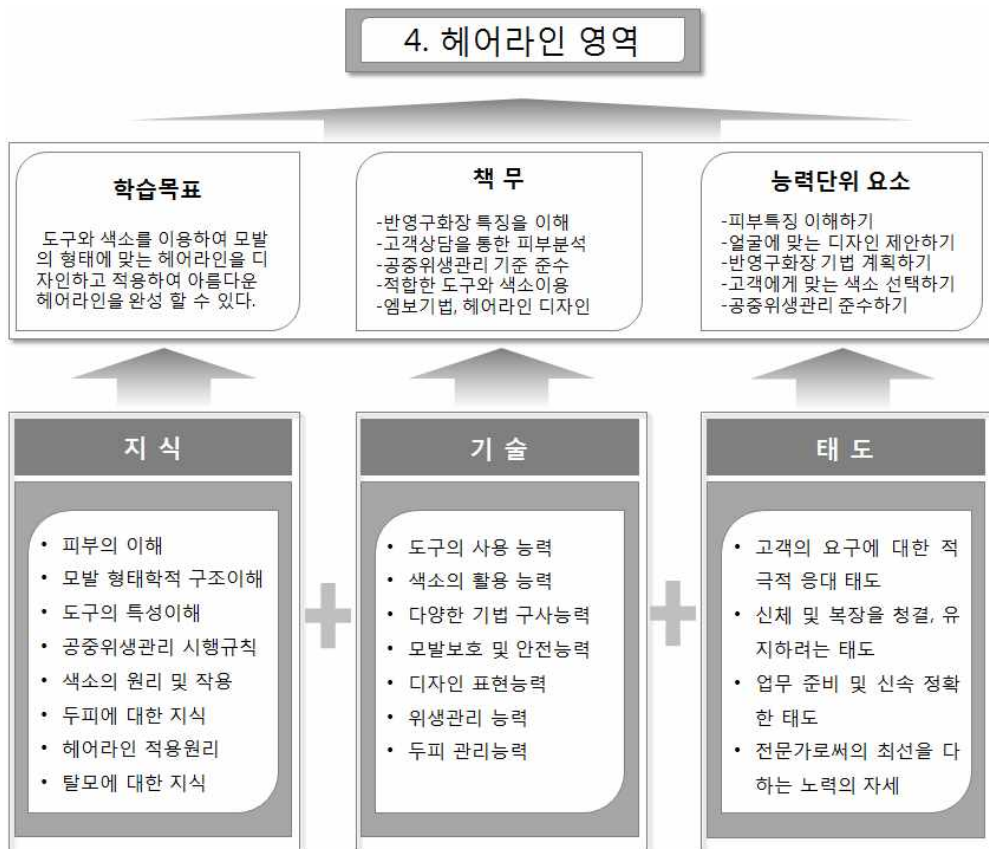 4. 헤어라인 영역
학습목표
도구와 색소를 이용하여 모발
의 형태에 맞는 헤어라인을 디
자인하고 적용하여 아름다운
헤어라인을 완성 할 수 있다.
책 무
-반영구화장 특징을 이해
-고객상담을 통한 피부분석
-공중위생관리 기준 준수
-적합한 도구와 색소이용
-엠보기법, 헤어라인 디자인
능력단위 요소
-피부특징 이해하기
-얼굴에 맞는 디자인 제안하기
-반영구화장 기법 계획하기
-고객에게 맞는 색소 선택하기
-공중위생관리 준수하기
지 식
• 피부의 이해
• 모발 형태학적 구조이해
• 도구의 특성이해
• 공중위생관리 시행규칙
• 색소의 원리 및 작용
• 두피에 대한 지식
• 헤어라인 적용원리
• 탈모에 대한 지식
기 술
• 도구의 사용 능력
• 색소의 활용 능력
• 다양한 기법 구사능력
• 모발보호 및 안전능력
• 디자인 표현능력
• 위생관리 능력
• 두피 관리능력
태 도
• 고객의 요구에 대한 적
극적 응대 태도
• 신체 및 복장을 청결, 유
지하려는 태도
• 업무 준비 및 신속 정확
한 태도
• 전문가로써의 최선을 다
하는 노력의 자세